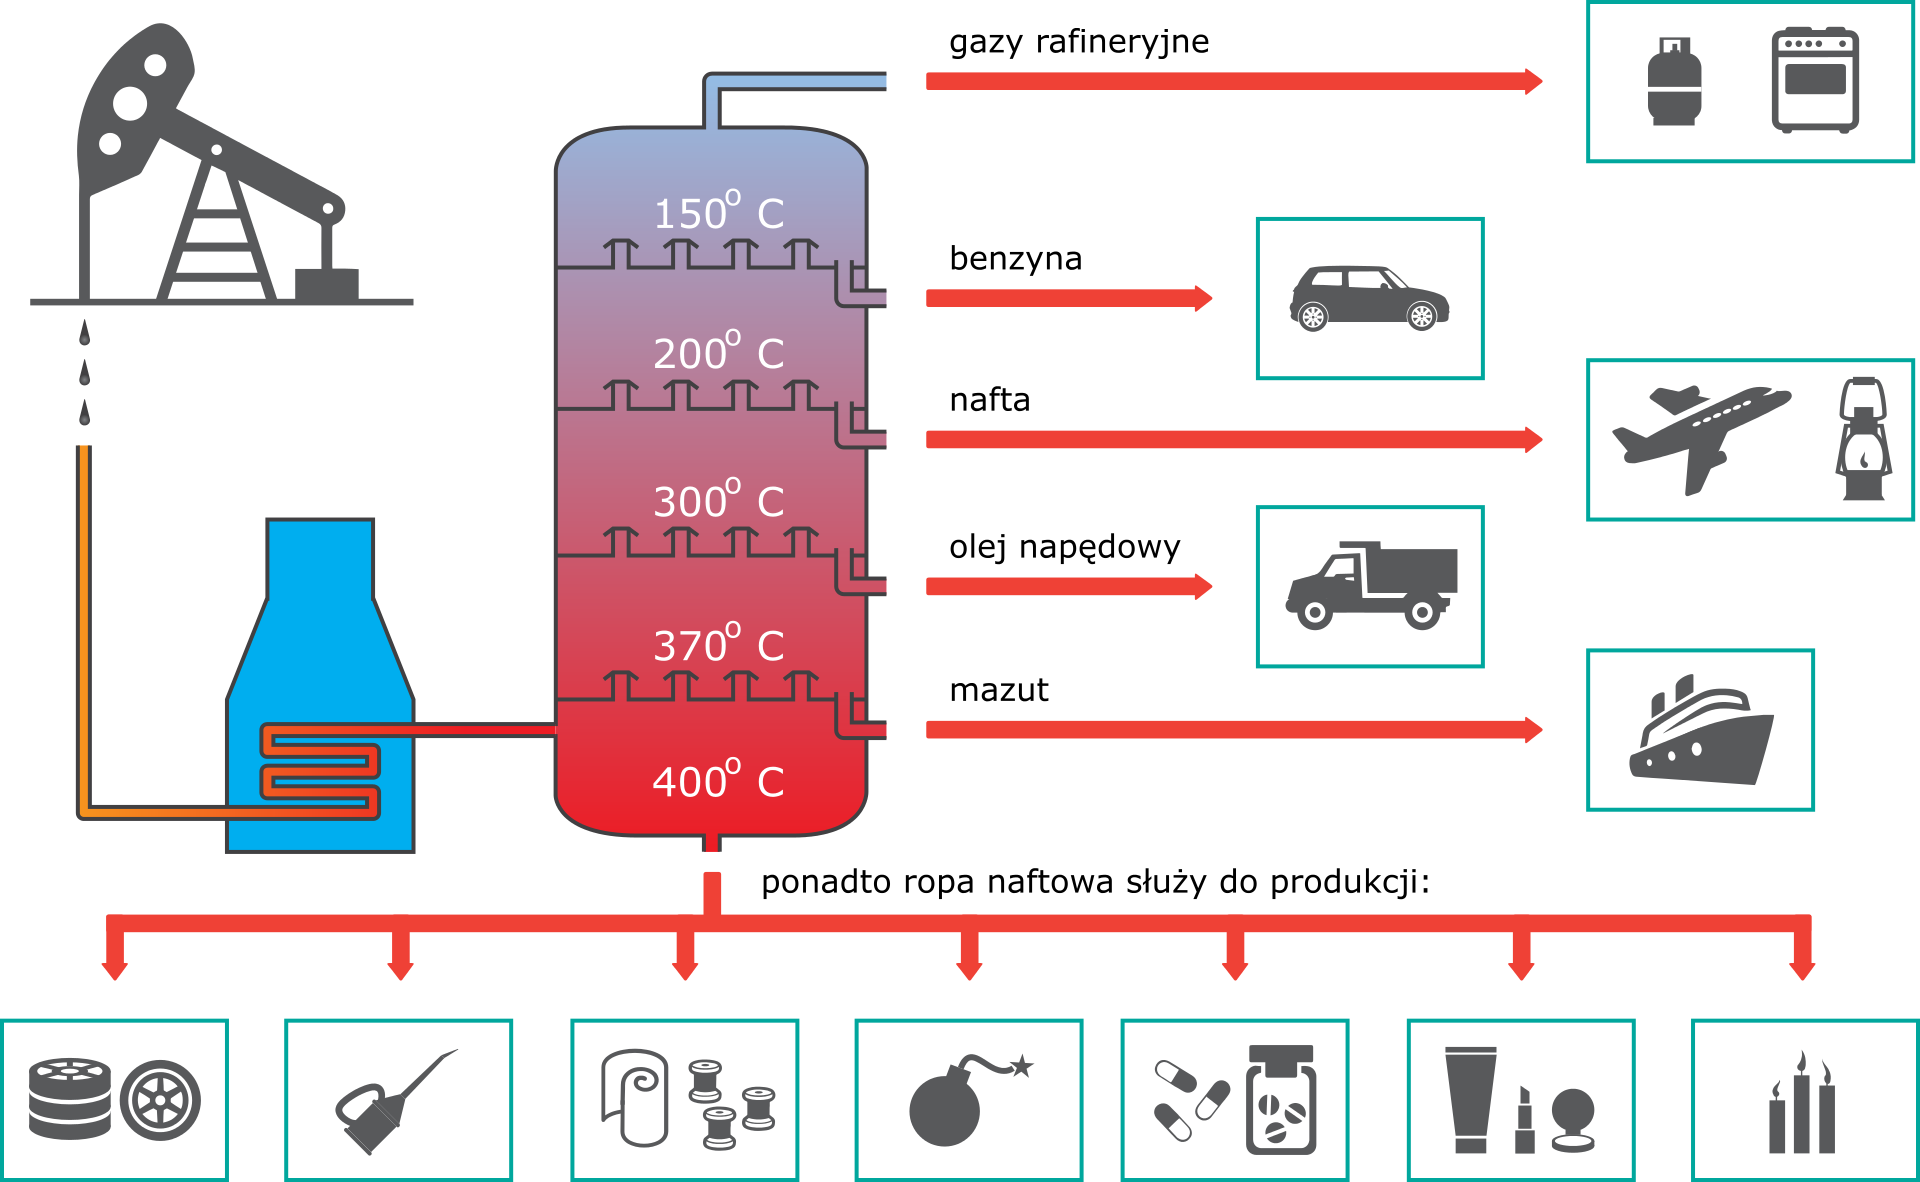 gazy rafineryjne
150° C
benzyna
200° C
nafta
300° C
olej napędowy
370° C
mazut
400° C
ponadto ropa naftowa służy do produkcji: